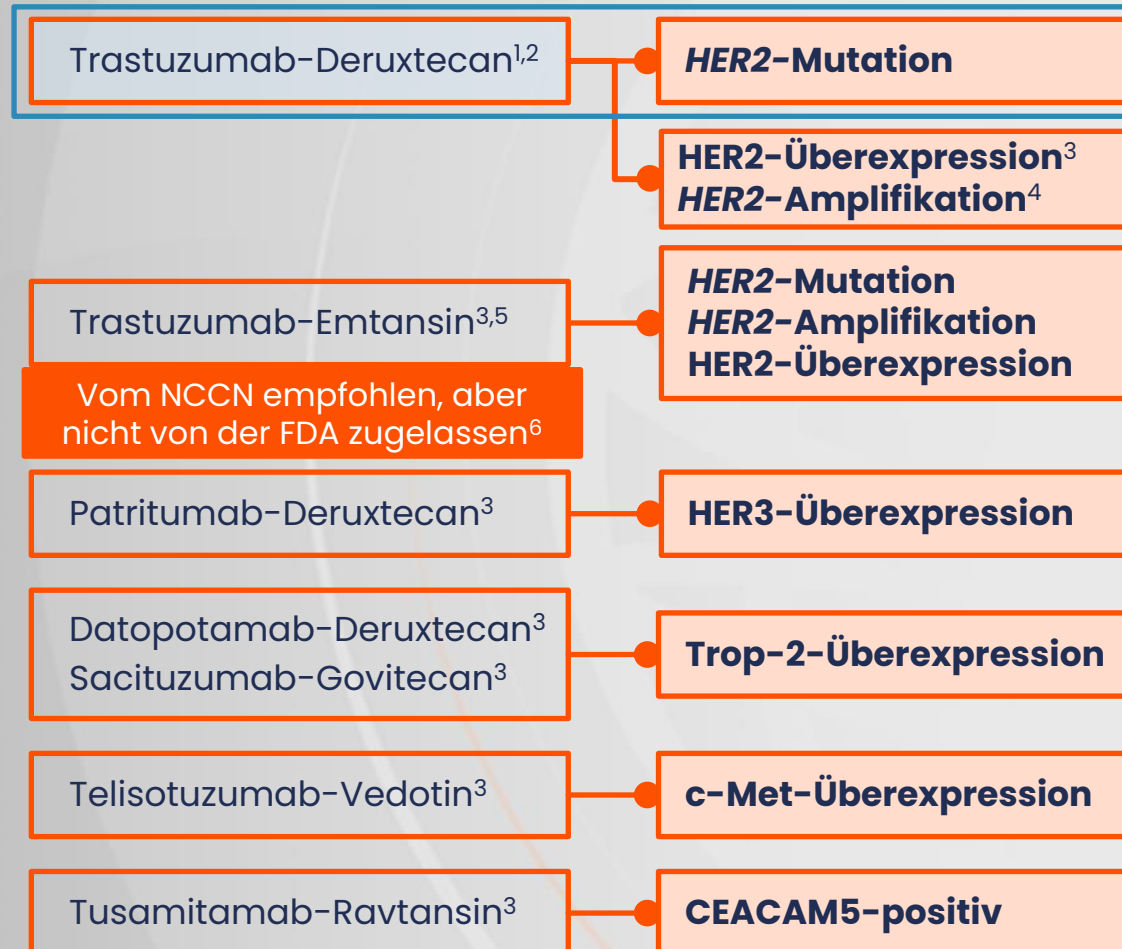 Trastuzumab-Deruxtecan¹,²
HER2-Mutation
HER2-Überexpression³
HER2-Amplifikation⁴
Trastuzumab-Emtansin³,⁵
HER2-Mutation
HER2-Amplifikation
HER2-Überexpression
Vom NCCN empfohlen, aber
nicht von der FDA zugelassen⁶
Patritumab-Deruxtecan³
HER3-Überexpression
Datopotamab-Deruxtecan³
Sacituzumab-Govitecan³
Trop-2-Überexpression
Telisotuzumab-Vedotin³
c-Met-Überexpression
Tusamitamab-Ravtansin³
CEACAM5-positiv